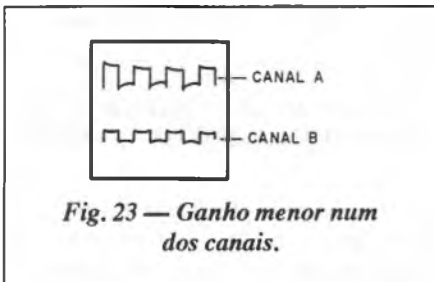 CANAL A
CANAL B
Fig. 23 — Ganho menor num
dos canais.